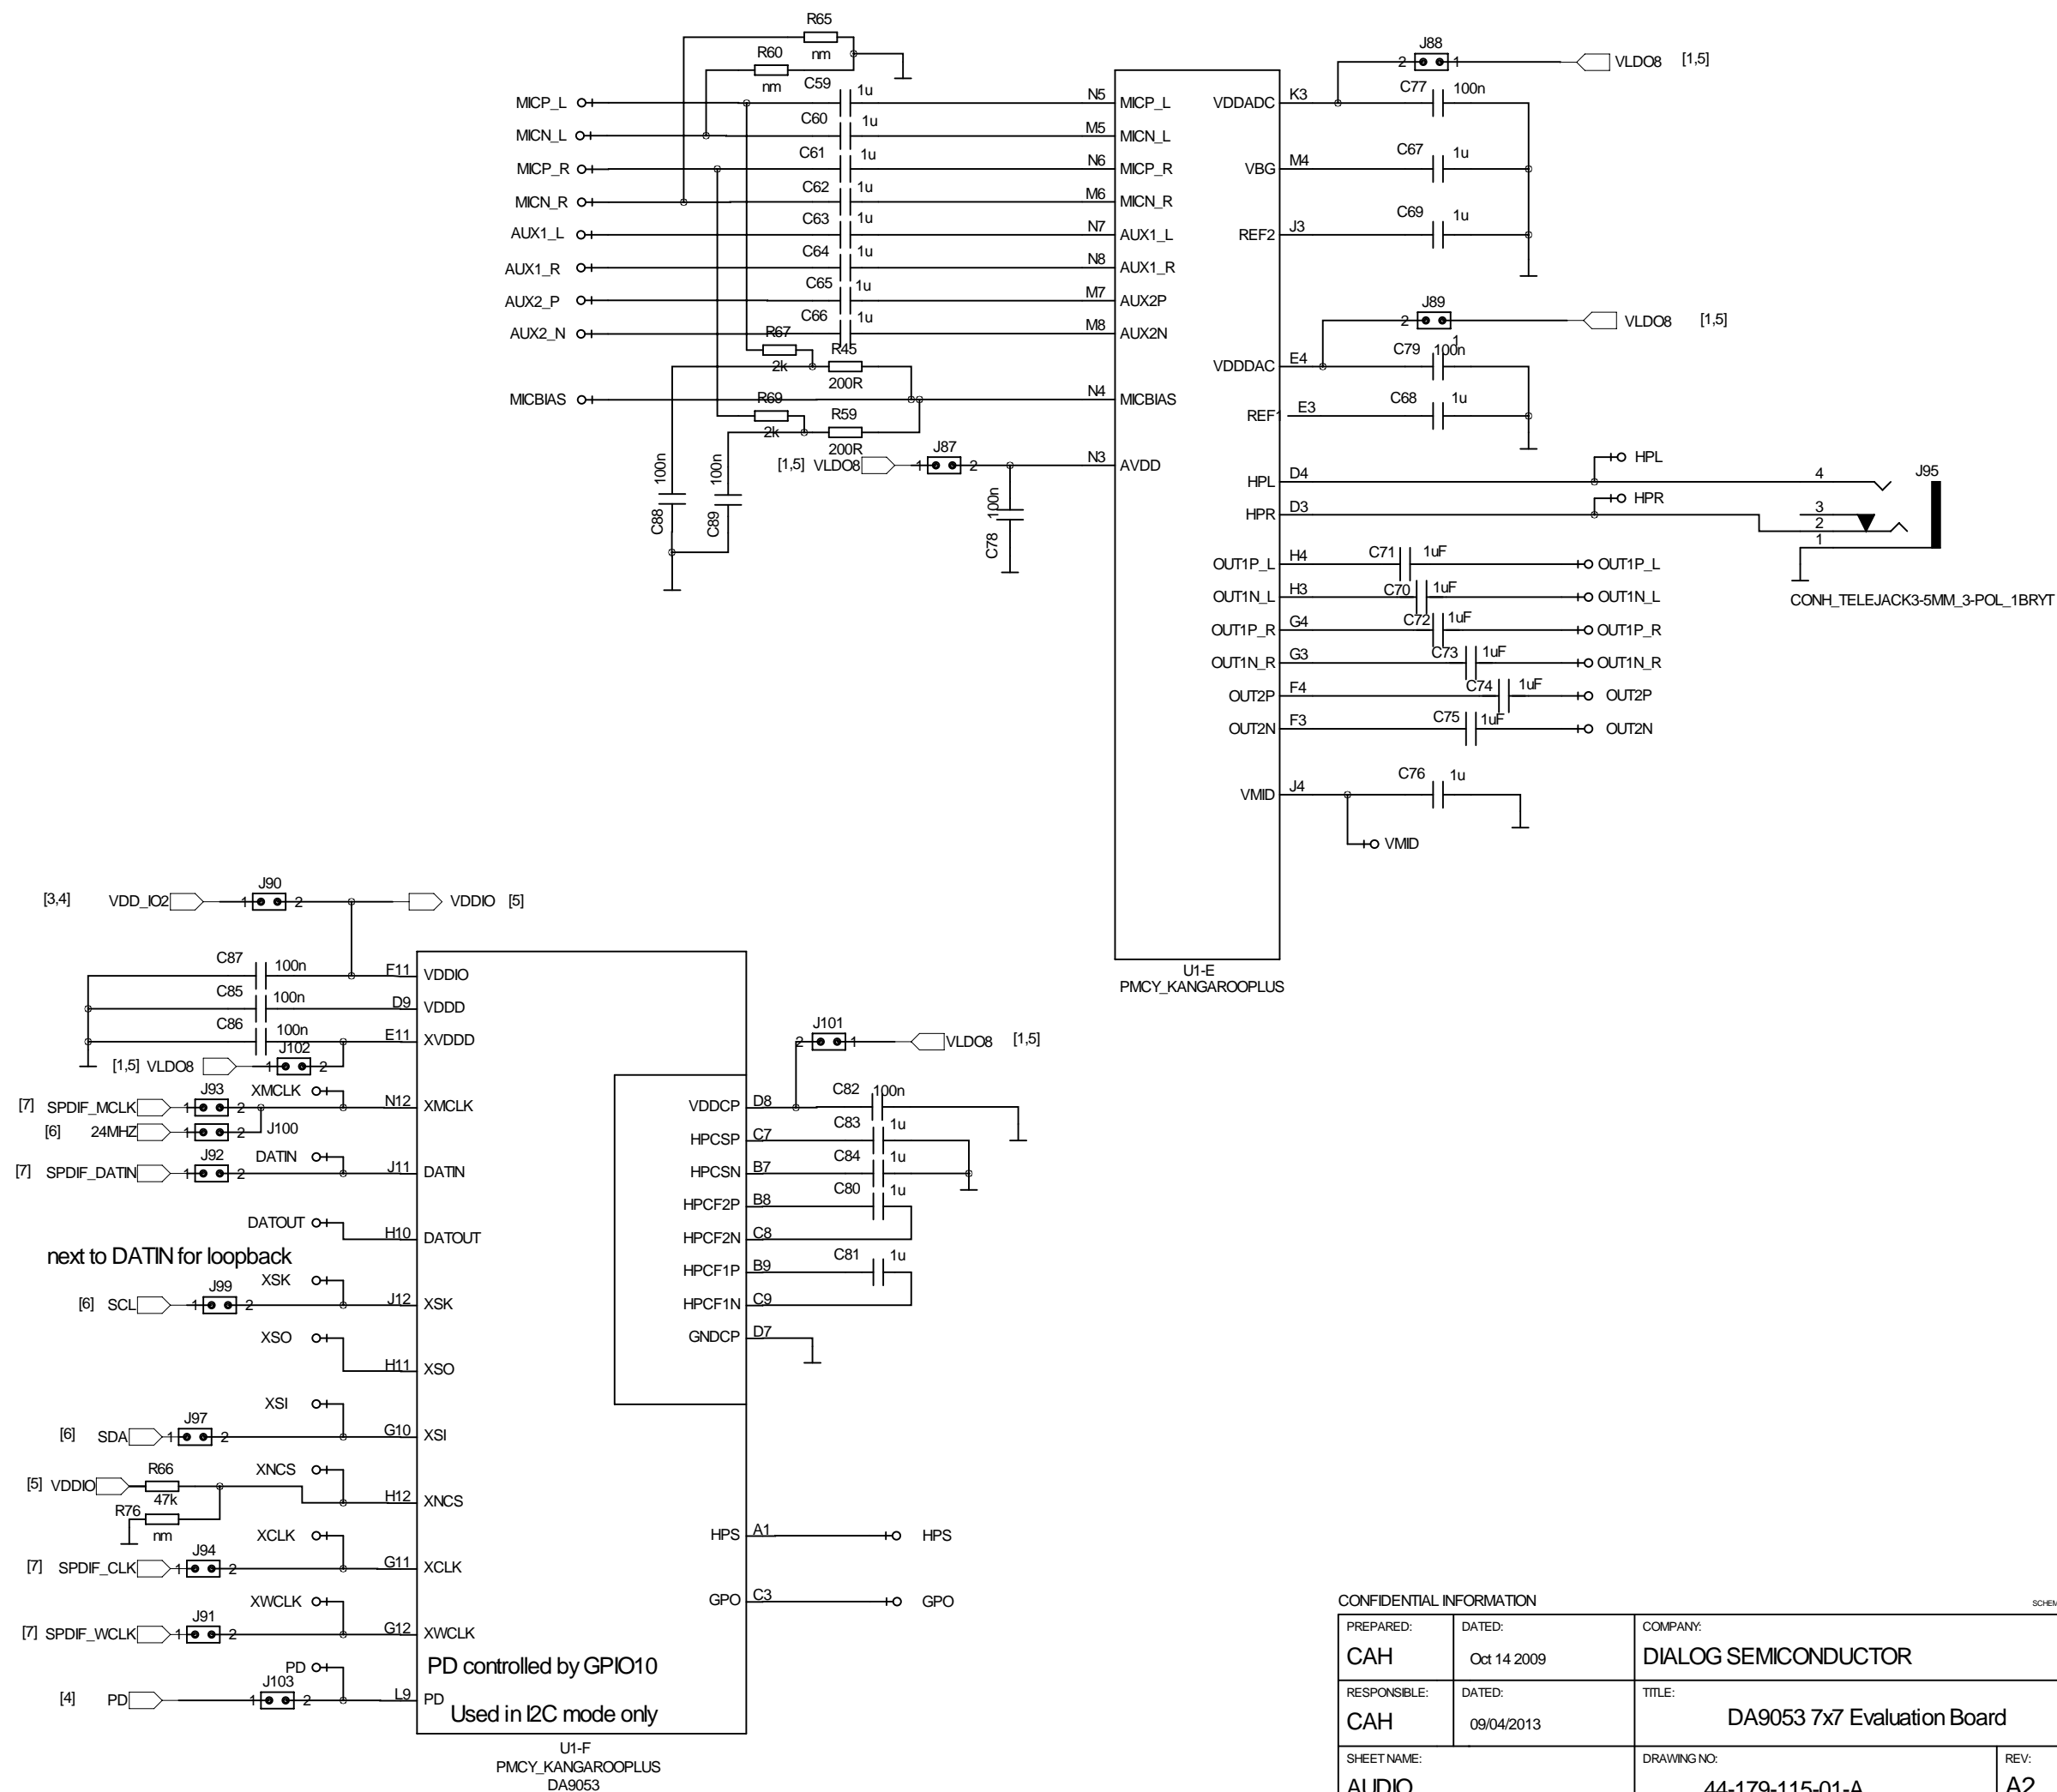 R65
nm
R60
nm
C59 1u
MICP_L N5 MICP_L
C60 1u
MICN_L M5 MICN_L
C61 1u
MICP_R N6 MICP_R
C62 1u
MICN_R M6 MICN_R
C63 1u
AUX1_L N7 AUX1_L
C64 1u
AUX1_R N8 AUX1_R
C65 1u
AUX2_P M7 AUX2P
C66 1u
AUX2_N M8 AUX2N
R67
2k
R45
200R
MICBIAS N4 MICBIAS
R69
2k
R59
200R
[1,5] VLDO8 1 J87 2 N3 AVDD
C88 100n
C89 100n
C78 100n
J88
2 1 VLDO8 [1,5]
VDDADC K3 C77 100n
VBG M4 C67 1u
REF2 J3 C69 1u
J89
2 1 VLDO8 [1,5]
VDDDAC E4 C79 100n
REF1 E3 C68 1u
HPL
HPL D4 4 J95
HPR
HPR D3 3
2
1
CONH_TELEJACK3-5MM_3-POL_1BRYT
OUT1P_L H4 C71 1uF OUT1P_L
OUT1N_L H3 C70 1uF OUT1N_L
OUT1P_R G4 C72 1uF OUT1P_R
OUT1N_R G3 C73 1uF OUT1N_R
OUT2P F4 C74 1uF OUT2P
OUT2N F3 C75 1uF OUT2N
VMID J4 C76 1u
VMID
U1-E
PMCY_KANGAROOPLUS
[3,4] VDD_IO2 1 J90 2 VDDIO [5]
C87 100n F11 VDDIO
C85 100n D9 VDDD
C86 100n E11 XVDDD
[1,5] VLDO8 1 J102 2
XMCLK
[7] SPDIF_MCLK 1 J93 2 N12 XMCLK
[6] 24MHZ 1 2 J100
DATIN
[7] SPDIF_DATIN 1 J92 2 J11 DATIN
DATOUT H10 DATOUT
next to DATIN for loopback
XSK
[6] SCL 1 J99 2 J12 XSK
XSO H11 XSO
XSI
[6] SDA 1 J97 2 G10 XSI
XNCS
[5] VDDIO R66 47k H12 XNCS
R76 nm
XCLK
[7] SPDIF_CLK 1 J94 2 G11 XCLK
XWCLK
[7] SPDIF_WCLK 1 J91 2 G12 XWCLK
PD controlled by GPIO10
PD
[4] PD 1 J103 2 L9 PD
Used in I2C mode only
J101
2 1 VLDO8 [1,5]
VDDCP D8 C82 100n
HPCSP C7 C83 1u
HPCSN B7 C84 1u
HPCF2P B8 C80 1u
HPCF2N C8
HPCF1P B9 C81 1u
HPCF1N C9
GNDCP D7
HPS A1 HPS
GPO C3 GPO
U1-F
PMCY_KANGAROOPLUS
DA9053
CONFIDENTIAL INFORMATION
PREPARED: DATED: COMPANY:
CAH Oct 14 2009 DIALOG SEMICONDUCTOR
RESPONSIBLE: DATED: TITLE:
CAH 09/04/2013 DA9053 7x7 Evaluation Board
SHEET NAME: DRAWING NO: REV:
AUDIO 44-179-115-01-A A2